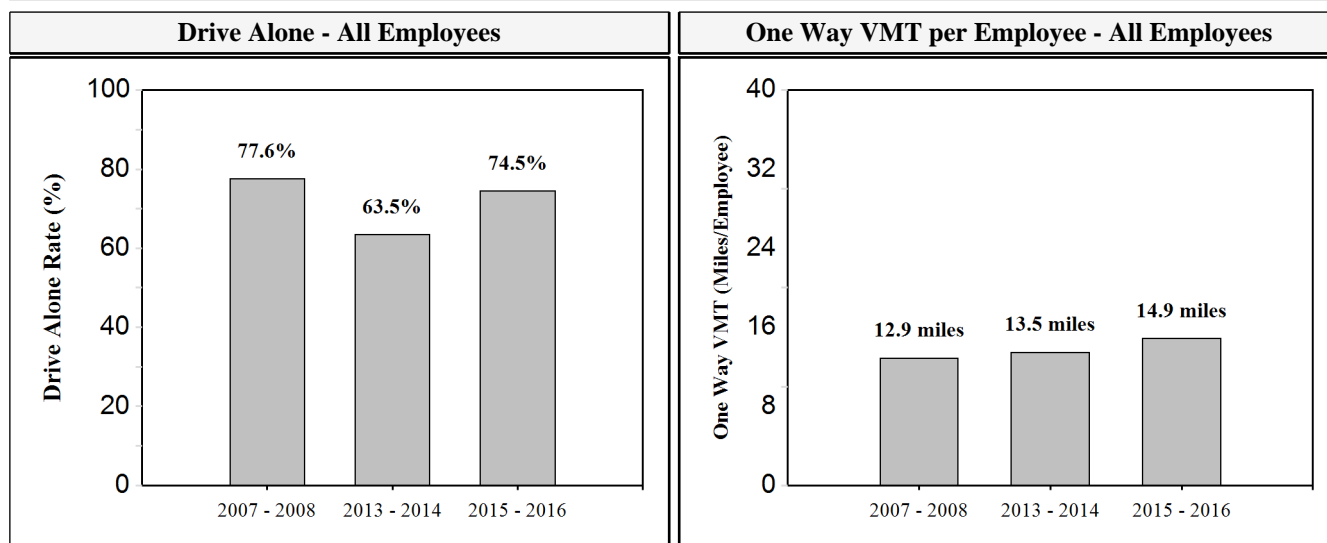 Drive Alone - All Employees
One Way VMT per Employee - All Employees
Drive Alone Rate (%)
100
80
60
40
20
0
77.6%
63.5%
74.5%
2007 - 2008
2013 - 2014
2015 - 2016
One Way VMT (Miles/Employee)
40
32
24
16
8
0
12.9 miles
13.5 miles
14.9 miles
2007 - 2008
2013 - 2014
2015 - 2016